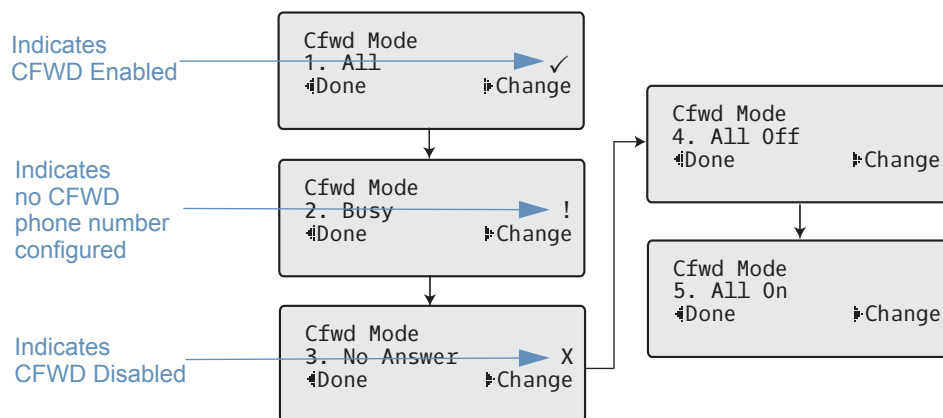 Indicates
CFWD Enabled
Cfwd Mode
1. All ✓
Done Change
Indicates
no CFWD
phone number
configured
Cfwd Mode
2. Busy !
Done Change
Indicates
CFWD Disabled
Cfwd Mode
3. No Answer X
Done Change
Cfwd Mode
4. All Off
Done Change
Cfwd Mode
5. All On
Done Change